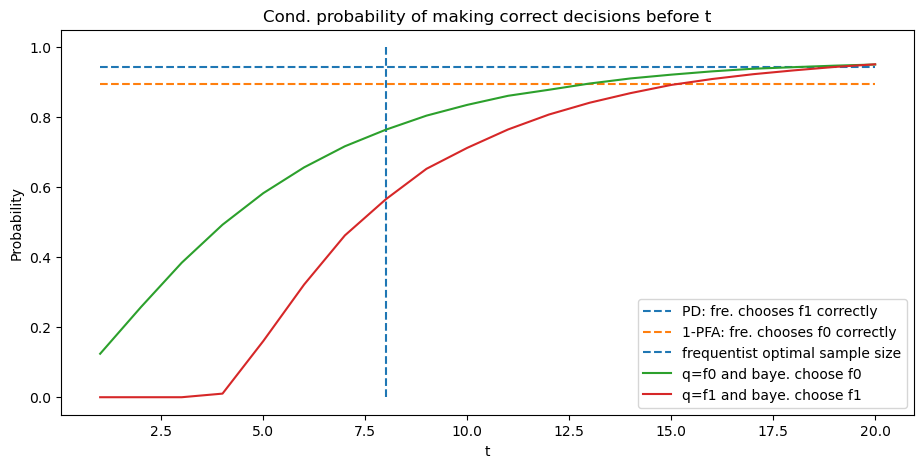 Cond. probability of making correct decisions before t
1.0
0.8
0.6
0.4
0.2
0.0
Probability
PD: fre. chooses f1 correctly
1-PFA: fre. chooses f0 correctly
frequentist optimal sample size
q=f0 and baye. choose f0
q=f1 and baye. choose f1
2.5 5.0 7.5 10.0 12.5 15.0 17.5 20.0
t